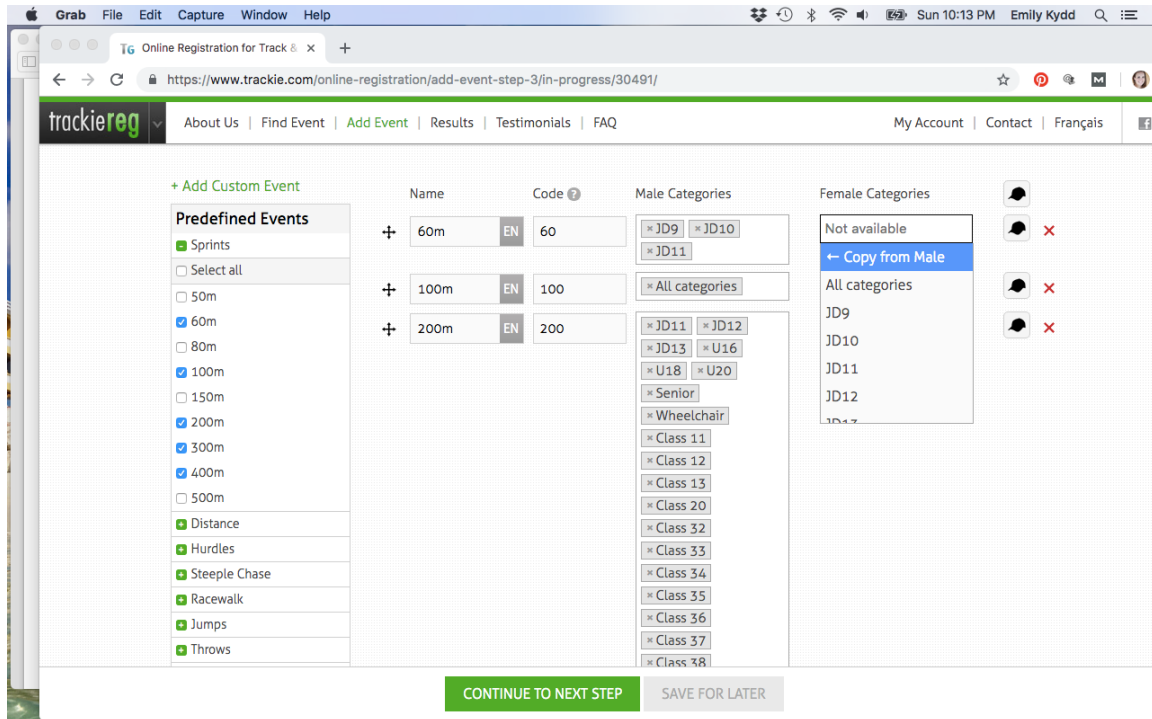 Grab File Edit Capture Window Help Sun 10:13 PM Emily Kydd
TG Online Registration for Track &
https://www.trackie.com/online-registration/add-event-step-3/in-progress/30491/
trackiereg About Us | Find Event | Add Event | Results | Testimonials | FAQ My Account | Contact | Français
+ Add Custom Event
Predefined Events
Sprints
Select all
50m
60m
80m
100m
150m
200m
300m
400m
500m
Distance
Hurdles
Steeple Chase
Racewalk
Jumps
Throws
Name Code ? Male Categories Female Categories
60m EN 60 × JD9 × JD10
× JD11
100m EN 100 × All categories
200m EN 200 × JD11 × JD12
× JD13 × U16
× U18 × U20
× Senior
× Wheelchair
× Class 11
× Class 12
× Class 13
× Class 20
× Class 32
× Class 33
× Class 34
× Class 35
× Class 36
× Class 37
× Class 38
Not available
← Copy from Male
All categories
JD9
JD10
JD11
JD12
JD13
CONTINUE TO NEXT STEP SAVE FOR LATER